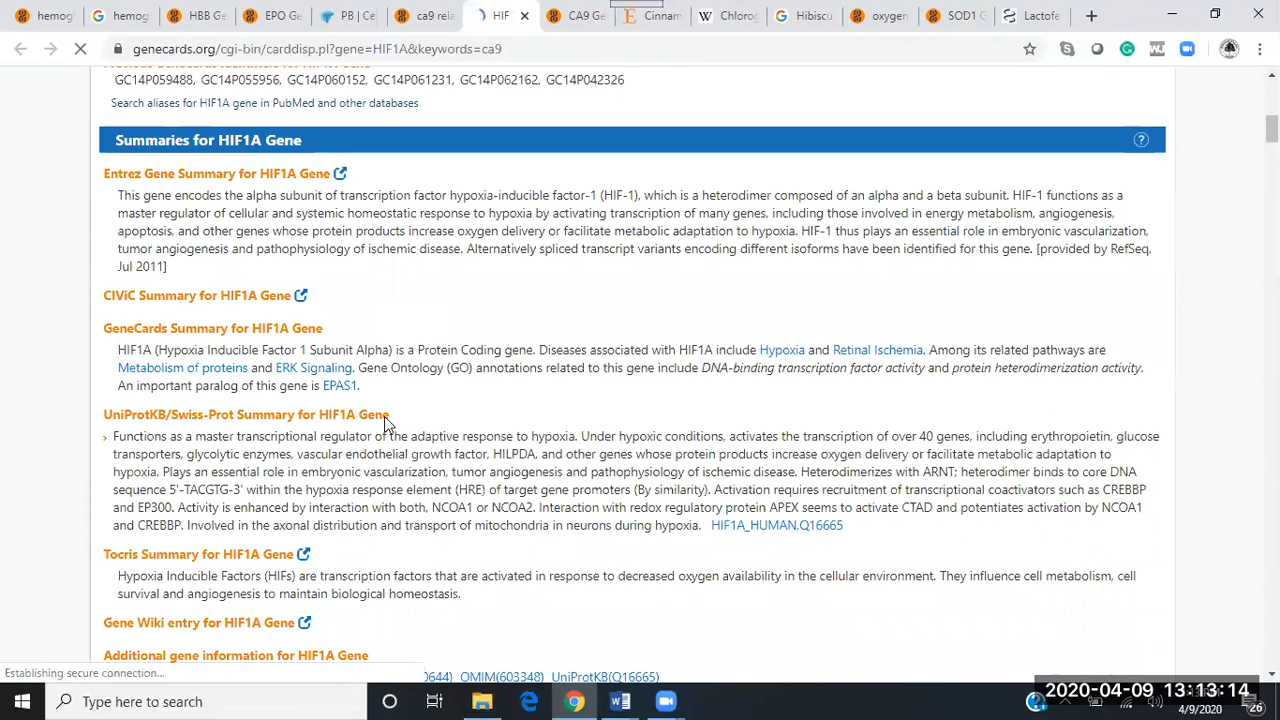 hemog
hemog
HBB Ge
EPO Ge
PB | Ce
ca9 rela
HIF1
CA9 Ge
Cinnam
Chlorog
Hibiscu
oxygen
SOD1 G
Lactofe
genecards.org/cgi-bin/carddisp.pl?gene=HIF1A&keywords=ca9
GC14P059488, GC14P055956, GC14P060152, GC14P061231, GC14P062162, GC14P042326
Search aliases for HIF1A gene in PubMed and other databases
Summaries for HIF1A Gene
Entrez Gene Summary for HIF1A Gene
This gene encodes the alpha subunit of transcription factor hypoxia-inducible factor-1 (HIF-1), which is a heterodimer composed of an alpha and a beta subunit. HIF-1 functions as a
master regulator of cellular and systemic homeostatic response to hypoxia by activating transcription of many genes, including those involved in energy metabolism, angiogenesis,
apoptosis, and other genes whose protein products increase oxygen delivery or facilitate metabolic adaptation to hypoxia. HIF-1 thus plays an essential role in embryonic vascularization,
tumor angiogenesis and pathophysiology of ischemic disease. Alternatively spliced transcript variants encoding different isoforms have been identified for this gene. [provided by RefSeq,
Jul 2011]
CIViC Summary for HIF1A Gene
GeneCards Summary for HIF1A Gene
HIF1A (Hypoxia Inducible Factor 1 Subunit Alpha) is a Protein Coding gene. Diseases associated with HIF1A include Hypoxia and Retinal Ischemia. Among its related pathways are
Metabolism of proteins and ERK Signaling. Gene Ontology (GO) annotations related to this gene include DNA-binding transcription factor activity and protein heterodimerization activity.
An important paralog of this gene is EPAS1.
UniProtKB/Swiss-Prot Summary for HIF1A Gene
Functions as a master transcriptional regulator of the adaptive response to hypoxia. Under hypoxic conditions, activates the transcription of over 40 genes, including erythropoietin, glucose
transporters, glycolytic enzymes, vascular endothelial growth factor, HILPDA, and other genes whose protein products increase oxygen delivery or facilitate metabolic adaptation to
hypoxia. Plays an essential role in embryonic vascularization, tumor angiogenesis and pathophysiology of ischemic disease. Heterodimerizes with ARNT; heterodimer binds to core DNA
sequence 5'-TACGTG-3' within the hypoxia response element (HRE) of target gene promoters (By similarity). Activation requires recruitment of transcriptional coactivators such as CREBBP
and EP300. Activity is enhanced by interaction with both, NCOA1 or NCOA2. Interaction with redox regulatory protein APEX seems to activate CTAD and potentiates activation by NCOA1
and CREBBP. Involved in the axonal distribution and transport of mitochondria in neurons during hypoxia. HIF1A_HUMAN,Q16665
Tocris Summary for HIF1A Gene
Hypoxia Inducible Factors (HIFs) are transcription factors that are activated in response to decreased oxygen availability in the cellular environment. They influence cell metabolism, cell
survival and angiogenesis to maintain biological homeostasis.
Gene Wiki entry for HIF1A Gene
Additional gene information for HIF1A Gene
Establishing secure connection...
0644) OMIM(603348) UniProtKB(Q16665)
Type here to search
2020-04-09 13:13:14
4/9/2020
26